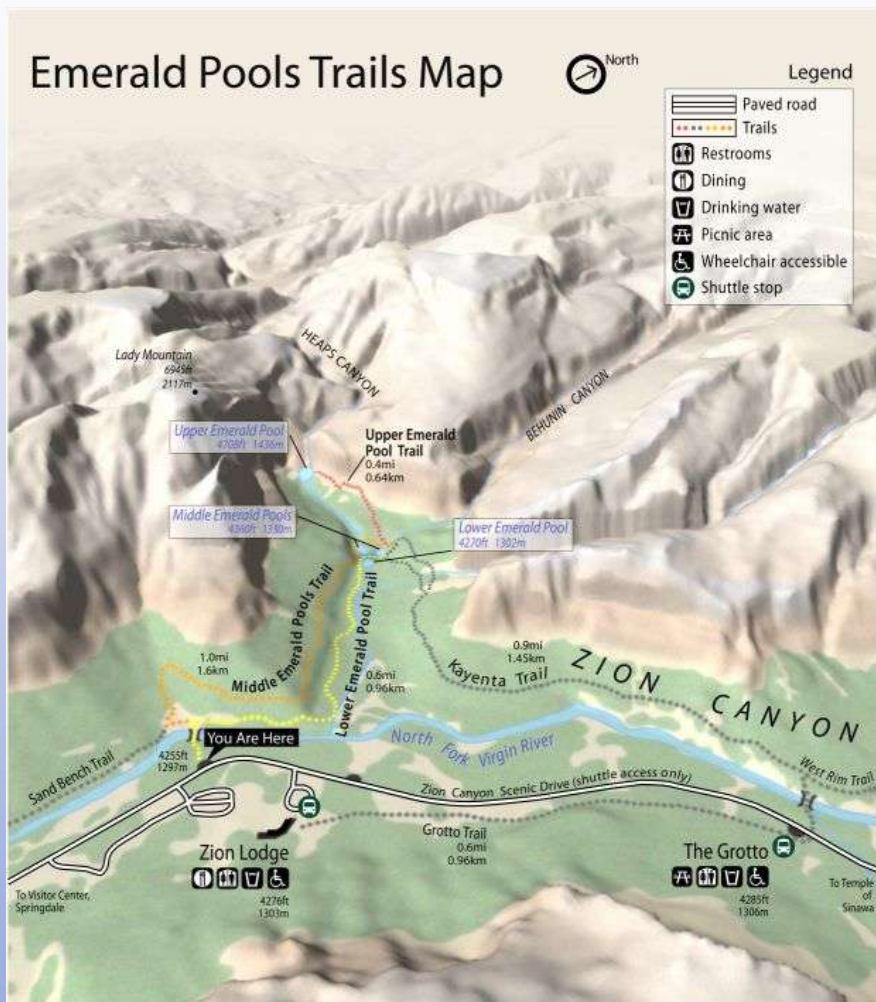 Emerald Pools Trails Map
North
Legend
Paved road
Trails
Restrooms
Dining
Drinking water
Picnic area
Wheelchair accessible
Shuttle stop
Lady Mountain
6945ft
2117m
HEAPS CANYON
BEHUNIN CANYON
Upper Emerald Pool
4708ft 1436m
Upper Emerald
Pool Trail
0.4mi
0.64km
Middle Emerald Pools
4360ft 1330m
Lower Emerald Pool
4270ft 1302m
Middle Emerald Pools Trail
1.0mi
1.6km
Lower Emerald Pool Trail
0.6mi
0.96km
0.9mi
1.45km
Kayenta Trail
ZION CANYON
You Are Here
4255ft
1297m
Sand Bench Trail
North Fork Virgin River
West Rim Trail
Zion Canyon Scenic Drive (shuttle access only)
Grotto Trail
0.6mi
0.96km
Zion Lodge
4276ft
1303m
The Grotto
4285ft
1306m
To Visitor Center,
Springdale
To Temple
of
Sinawa